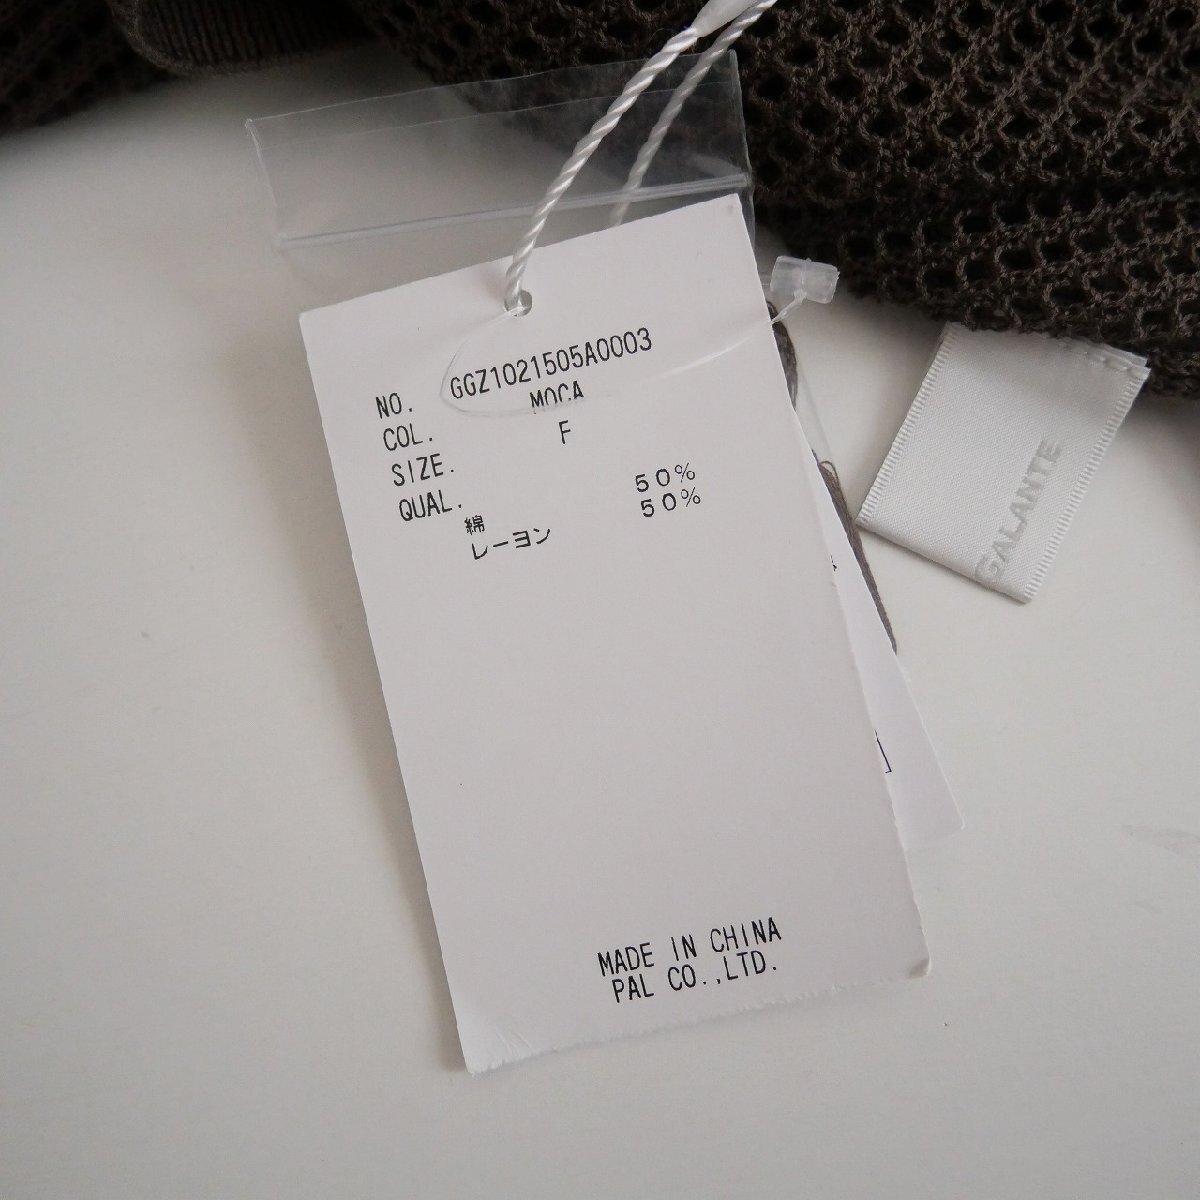 NO. GGZ1021505A0003
COL. MOCA
SIZE. F
QUAL.
綿 50%
レーヨン 50%
MADE IN CHINA
PAL CO.,LTD.
GALANTE